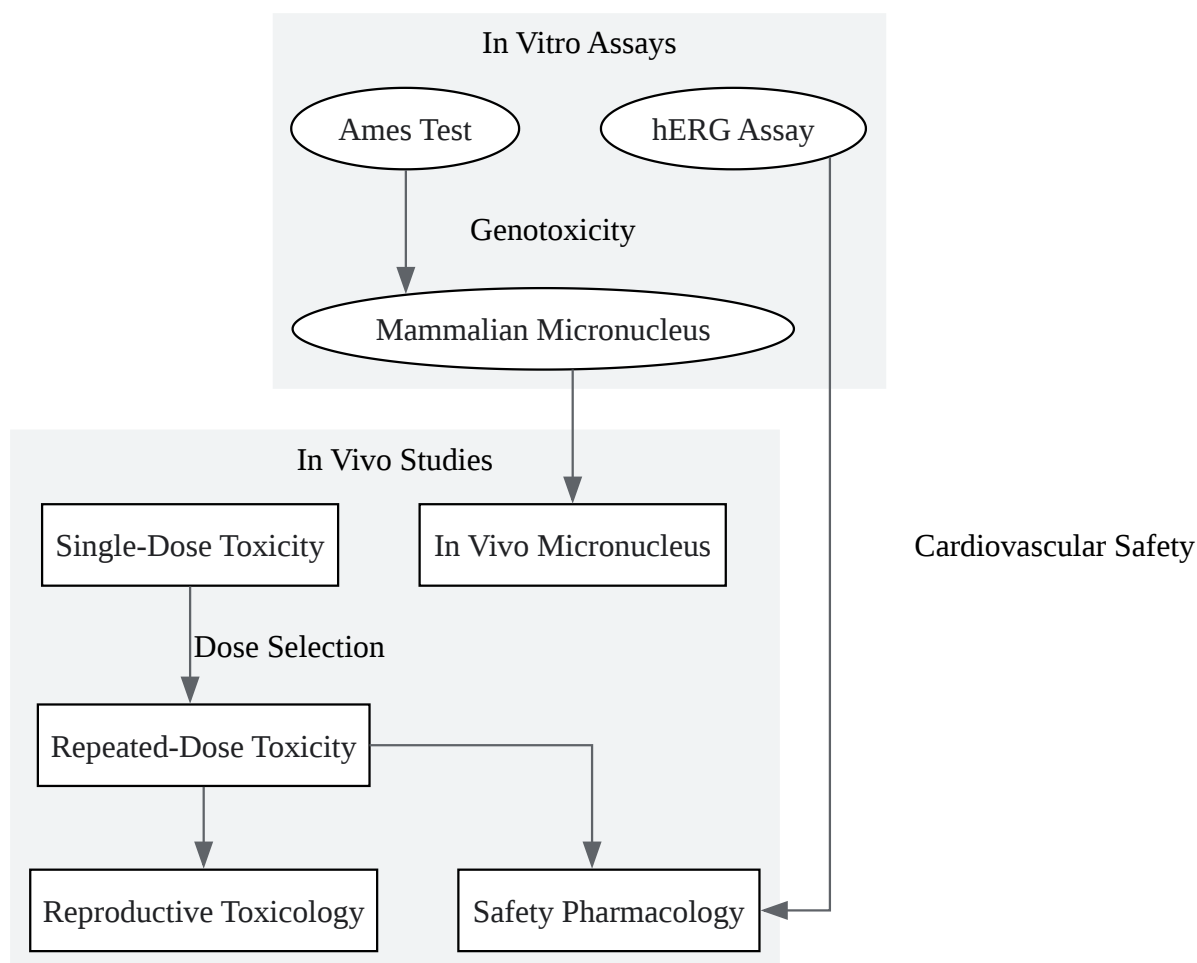 In Vitro Assays
Ames Test
hERG Assay
Genotoxicity
Mammalian Micronucleus
In Vivo Studies
Single-Dose Toxicity
In Vivo Micronucleus
Cardiovascular Safety
Dose Selection
Repeated-Dose Toxicity
Reproductive Toxicology
Safety Pharmacology